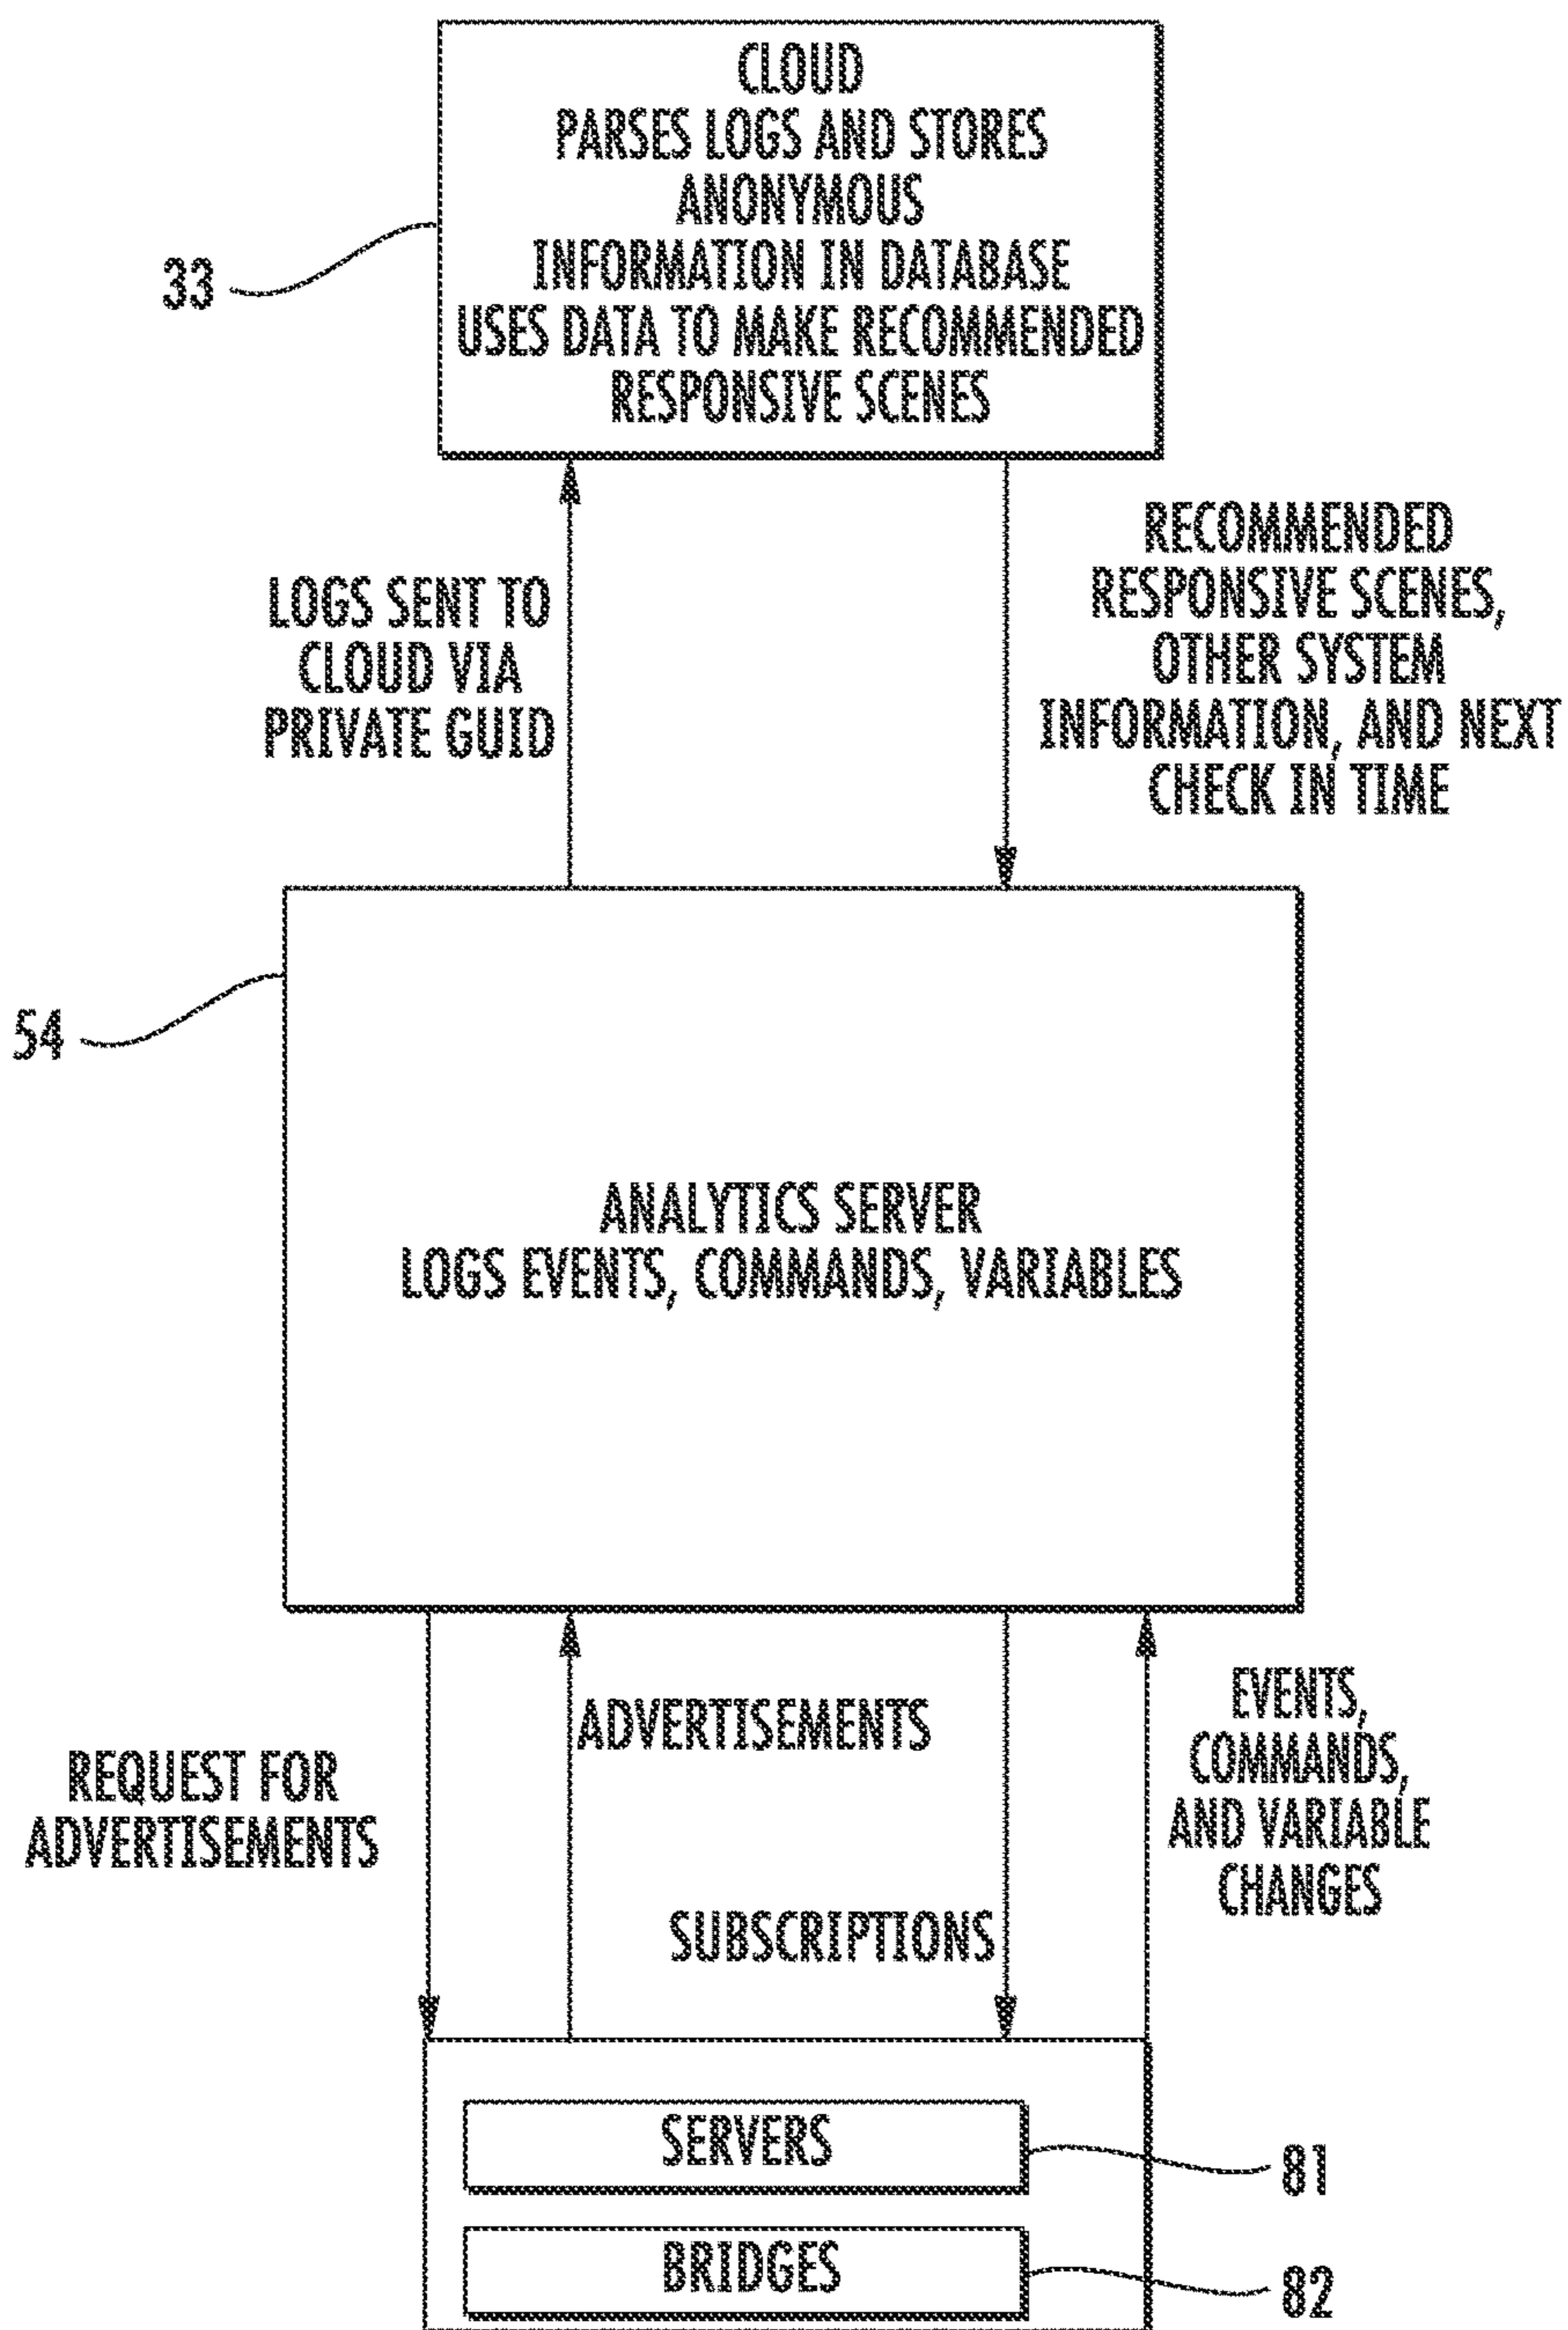 CLOUD
PARSES LOGS AND STORES
ANONYMOUS
INFORMATION IN DATABASE
USES DATA TO MAKE RECOMMENDED
RESPONSIVE SCENES
33
LOGS SENT TO
CLOUD VIA
PRIVATE GUID
RECOMMENDED
RESPONSIVE SCENES,
OTHER SYSTEM
INFORMATION, AND NEXT
CHECK IN TIME
54
ANALYTICS SERVER
LOGS EVENTS, COMMANDS, VARIABLES
REQUEST FOR
ADVERTISEMENTS
ADVERTISEMENTS
SUBSCRIPTIONS
EVENTS,
COMMANDS,
AND VARIABLE
CHANGES
SERVERS
81
BRIDGES
82